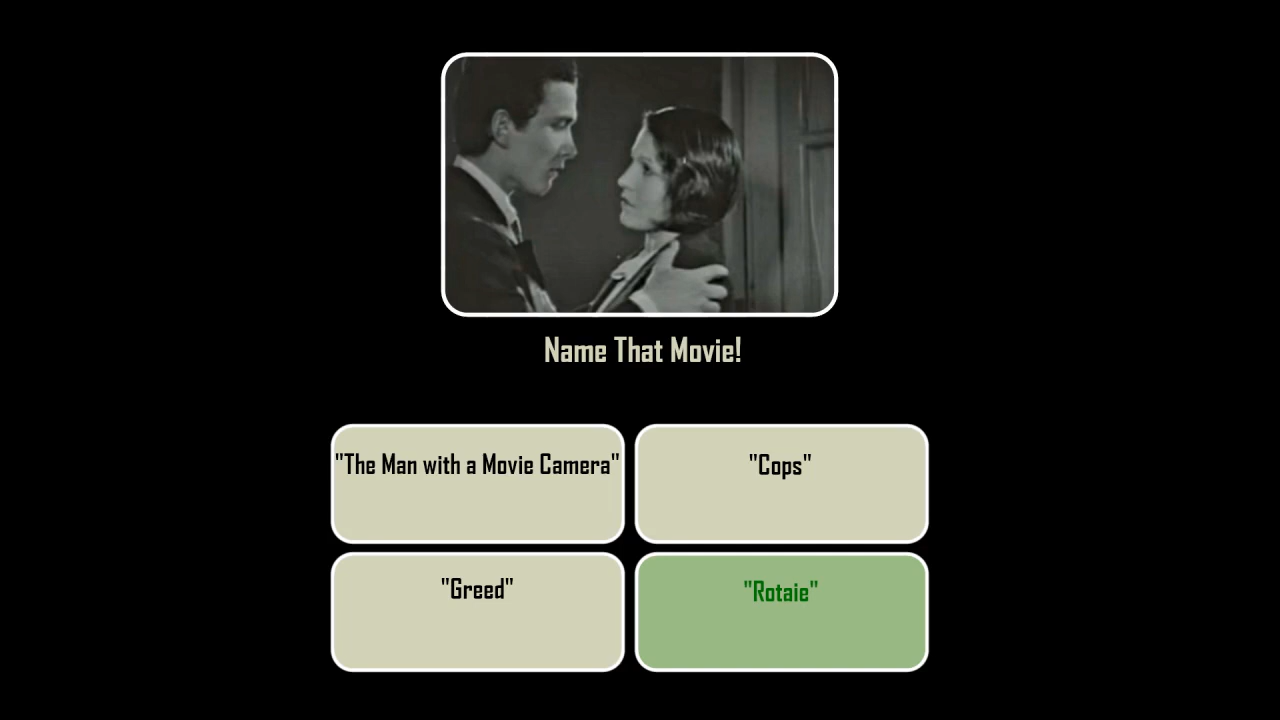 Name That Movie!
"The Man with a Movie Camera"
"Cops"
"Greed"
"Rotaie"